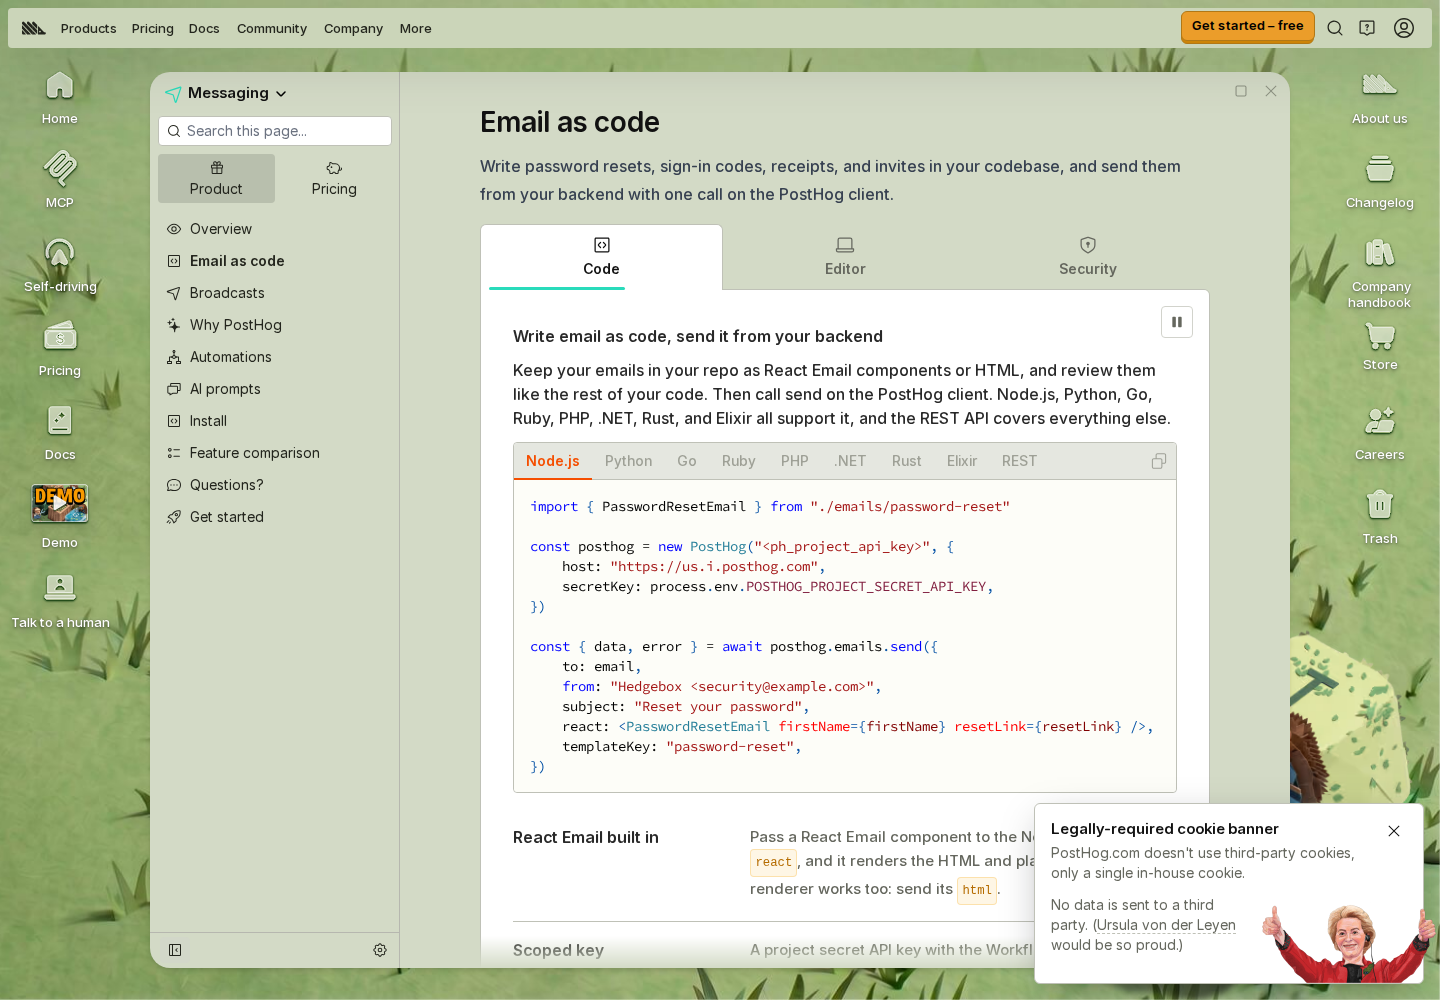 Products
Pricing
Docs
Community
Company
More
Get started – free
Home
MCP
Self-driving
Pricing
Docs
DEMO
Demo
Talk to a human
Messaging
Search this page...
Product
Pricing
Overview
Email as code
Broadcasts
Why PostHog
Automations
AI prompts
Install
Feature comparison
Questions?
Get started
Email as code
Write password resets, sign-in codes, receipts, and invites in your codebase, and send them
from your backend with one call on the PostHog client.
Code
Editor
Security
Write email as code, send it from your backend
Keep your emails in your repo as React Email components or HTML, and review them
like the rest of your code. Then call send on the PostHog client. Node.js, Python, Go,
Ruby, PHP, .NET, Rust, and Elixir all support it, and the REST API covers everything else.
Node.js
Python
Go
Ruby
PHP
.NET
Rust
Elixir
REST
import { PasswordResetEmail } from "./emails/password-reset"
const posthog = new PostHog("<ph_project_api_key>", {
host: "https://us.i.posthog.com",
secretKey: process.env.POSTHOG_PROJECT_SECRET_API_KEY,
})
const { data, error } = await posthog.emails.send({
to: email,
from: "Hedgebox <security@example.com>",
subject: "Reset your password",
react: <PasswordResetEmail firstName={firstName} resetLink={resetLink} />,
templateKey: "password-reset",
})
React Email built in
Pass a React Email component to the
react, and it renders the HTML and
renderer works too: send its html.
Scoped key
A project secret API key with the
About us
Changelog
Company
handbook
Store
Careers
Trash
Legally-required cookie banner
PostHog.com doesn't use third-party cookies,
only a single in-house cookie.
No data is sent to a third
party. (Ursula von der Leyen
would be so proud.)